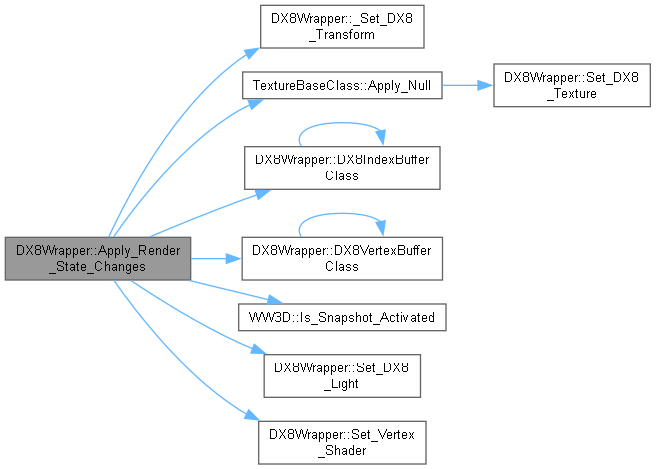 DX8Wrapper::_Set_DX8
_Transform
TextureBaseClass::Apply_Null
DX8Wrapper::Set_DX8
_Texture
DX8Wrapper::DX8IndexBuffer
Class
DX8Wrapper::Apply_Render
_State_Changes
DX8Wrapper::DX8VertexBuffer
Class
WW3D::Is_Snapshot_Activated
DX8Wrapper::Set_DX8
_Light
DX8Wrapper::Set_Vertex
_Shader